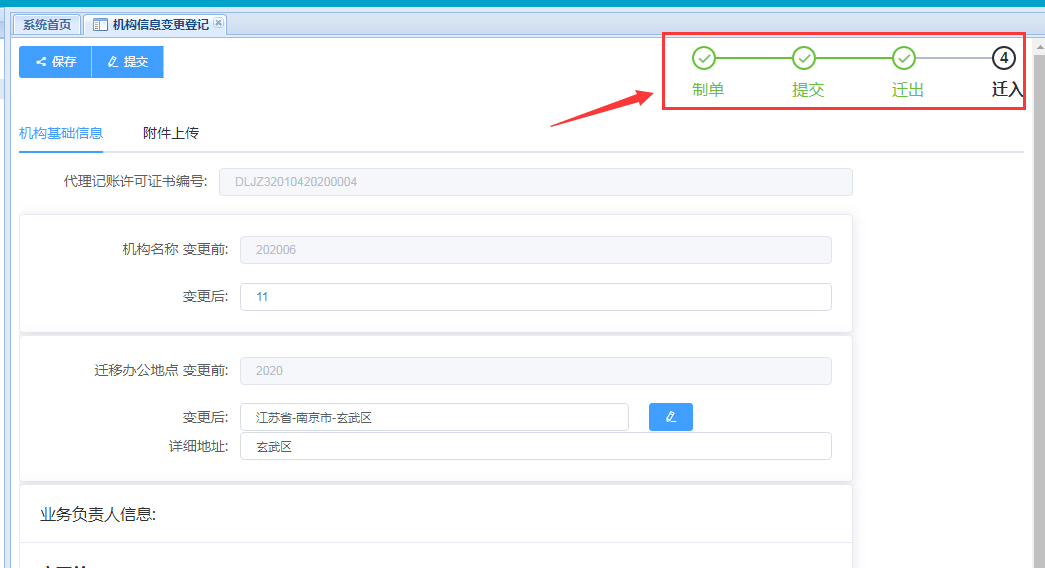 系统首页 机构信息变更登记
保存 提交
4
制单 提交 迁出 迁入
机构基础信息 附件上传
代理记账许可证书编号: DLJZ32010420200004
机构名称 变更前: 202006
变更后: 11
迁移办公地点 变更前: 2020
变更后: 江苏省-南京市-玄武区
详细地址: 玄武区
业务负责人信息: